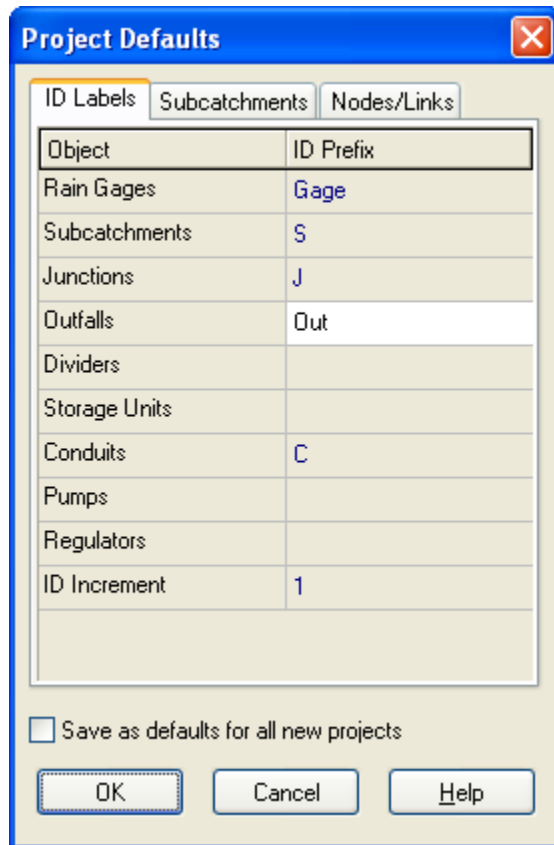 Project Defaults
ID Labels Subcatchments Nodes/Links
Object ID Prefix
Rain Gages Gage
Subcatchments S
Junctions J
Outfalls Out
Dividers
Storage Units
Conduits C
Pumps
Regulators
ID Increment 1
Save as defaults for all new projects
OK Cancel Help